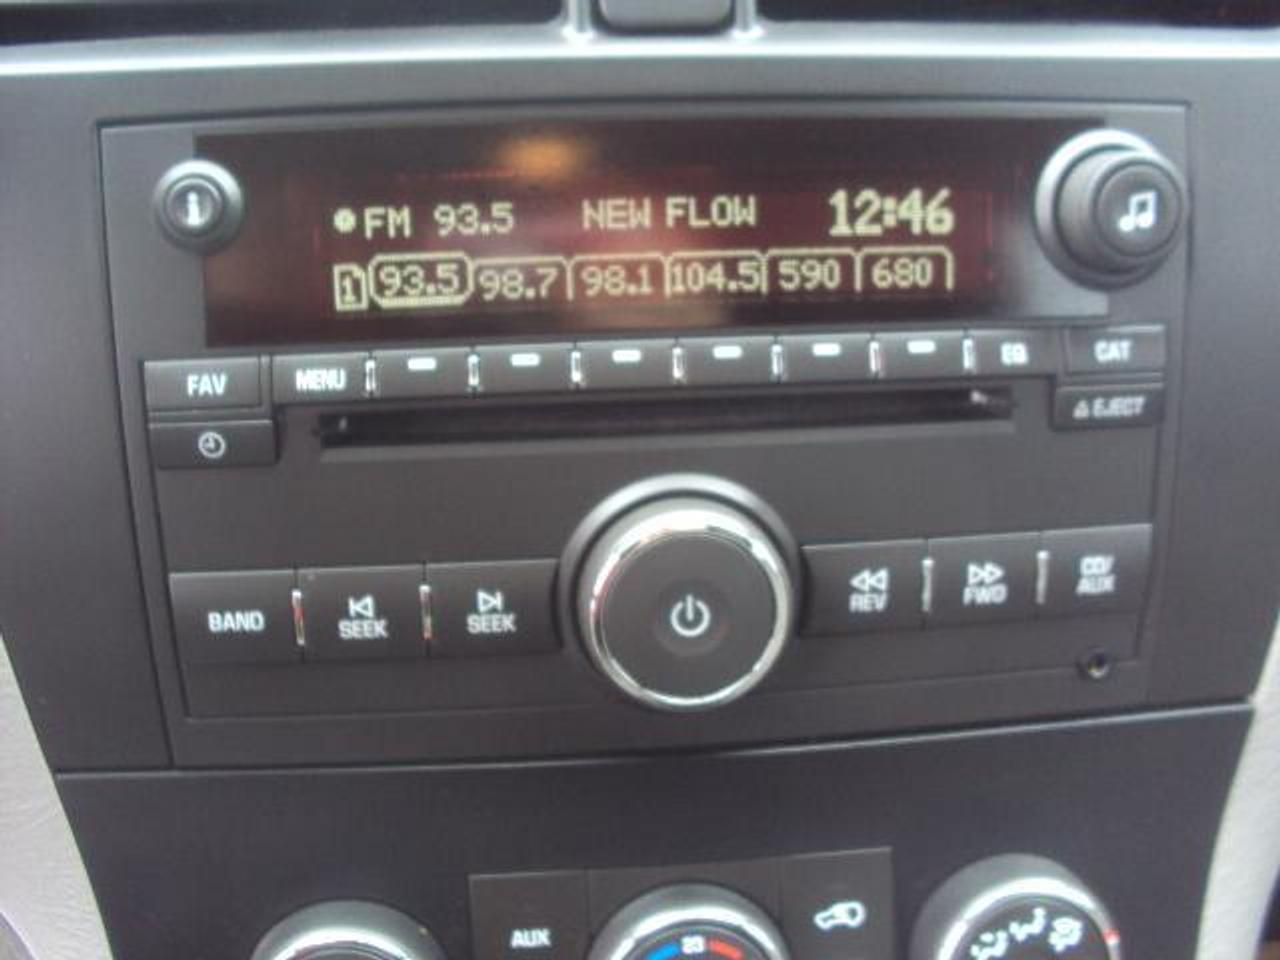 FM 93.5 NEW FLOW 12:46
1 93.5 98.7 98.1 104.5 590 680
FAV MENU EQ CAT
EJECT
BAND SEEK SEEK REV FWD CD/AUX
AUX 23